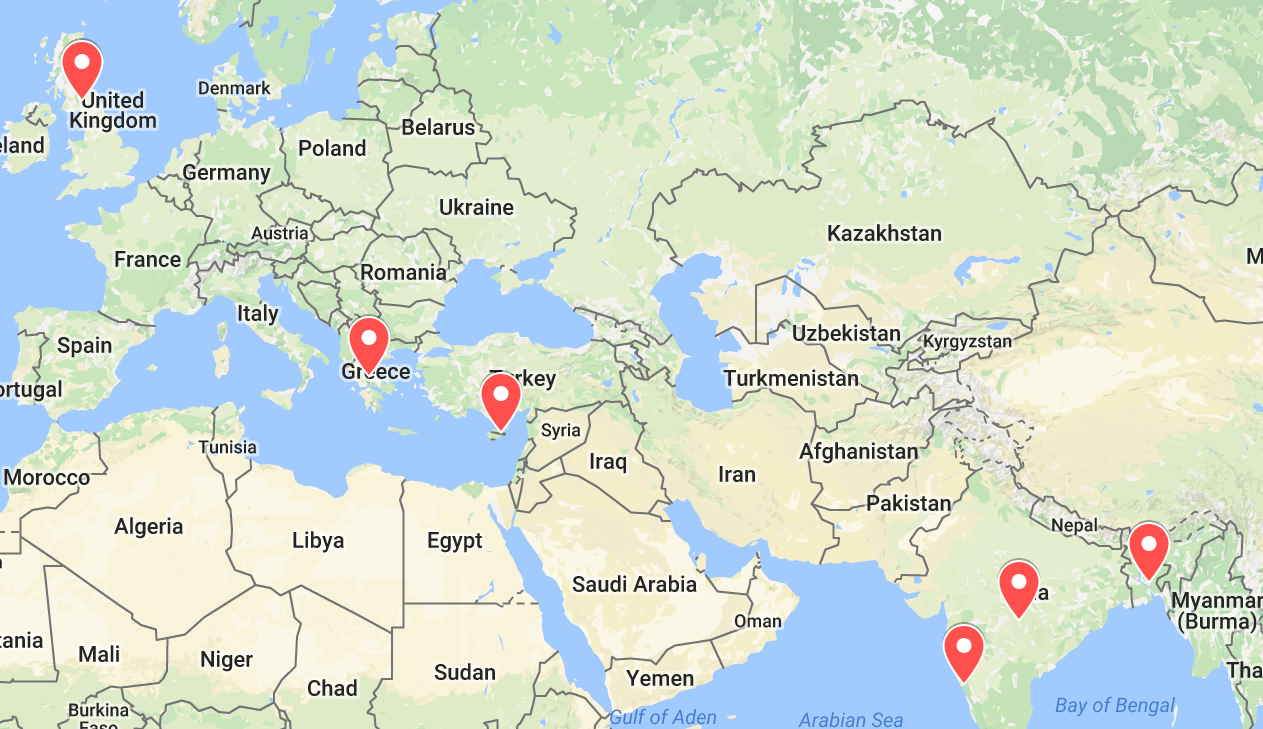 Denmark
United
Kingdom
eland
Belarus
Poland
Germany
Ukraine
Austria
Kazakhstan
France
M
Romania
Italy
Uzbekistan
Kyrgyzstan
Spain
Greece
Turkey
Turkmenistan
ortugal
Syria
Tunisia
Afghanistan
Iraq
Iran
Morocco
Pakistan
Algeria
Nepal
Libya
Egypt
Saudi Arabia
a
Myanmar
(Burma)
Oman
tania
Mali
Niger
Sudan
Tha
Yemen
Chad
Burkina
Faso
Gulf of Aden
Arabian Sea
Bay of Bengal